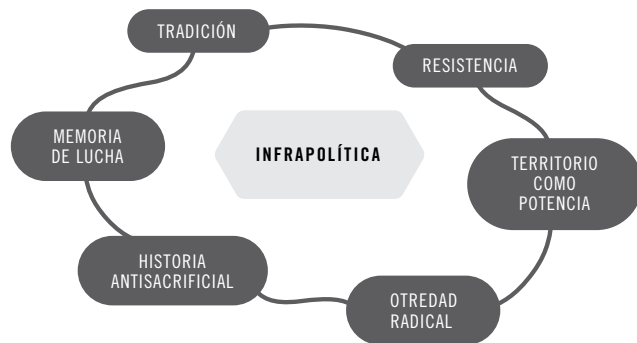 TRADICIÓN
RESISTENCIA
MEMORIA
DE LUCHA
INFRAPOLÍTICA
TERRITORIO
COMO
POTENCIA
HISTORIA
ANTISACRIFICIAL
OTREDAD
RADICAL